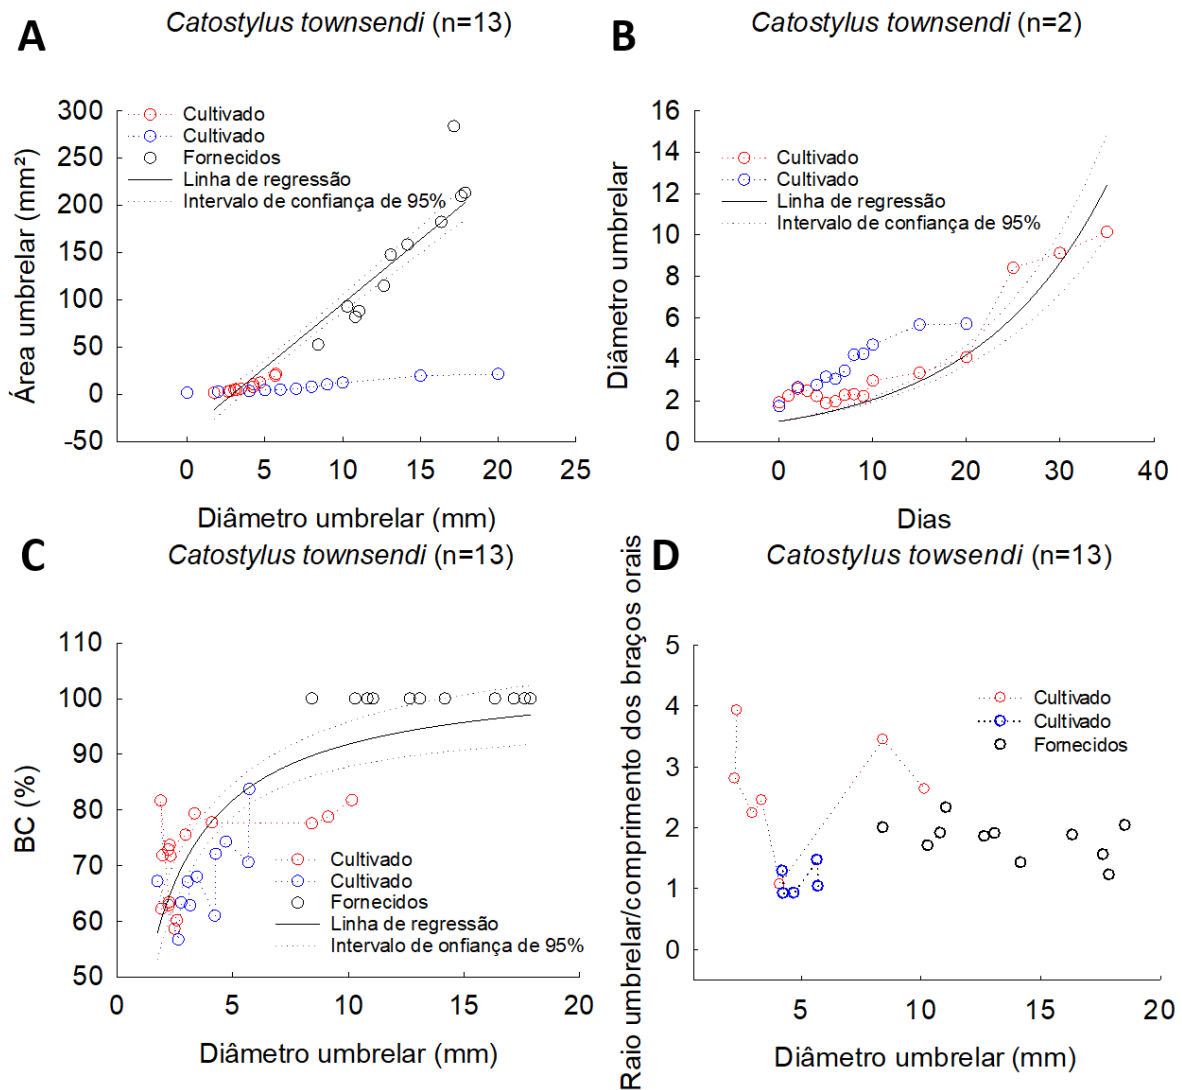 A
Catostylus townsendi (n=13)
Área umbrelar (mm²)
300
250
200
150
100
50
0
-50
Cultivado
Cultivado
Fornecidos
Linha de regressão
Intervalo de confiança de 95%
0 5 10 15 20 25
Diâmetro umbrelar (mm)
B
Catostylus townsendi (n=2)
Diâmetro umbrelar
16
14
12
10
8
6
4
2
0
Cultivado
Cultivado
Linha de regressão
Intervalo de confiança de 95%
0 10 20 30 40
Dias
C
Catostylus townsendi (n=13)
BC (%)
110
100
90
80
70
60
50
Cultivado
Cultivado
Fornecidos
Linha de regressão
Intervalo de onfiança de 95%
0 5 10 15 20
Diâmetro umbrelar (mm)
D
Catostylus towsendi (n=13)
Raio umbrelar/comprimento dos braços orais
5
4
3
2
1
0
Cultivado
Cultivado
Fornecidos
5 10 15 20
Diâmetro umbrelar (mm)